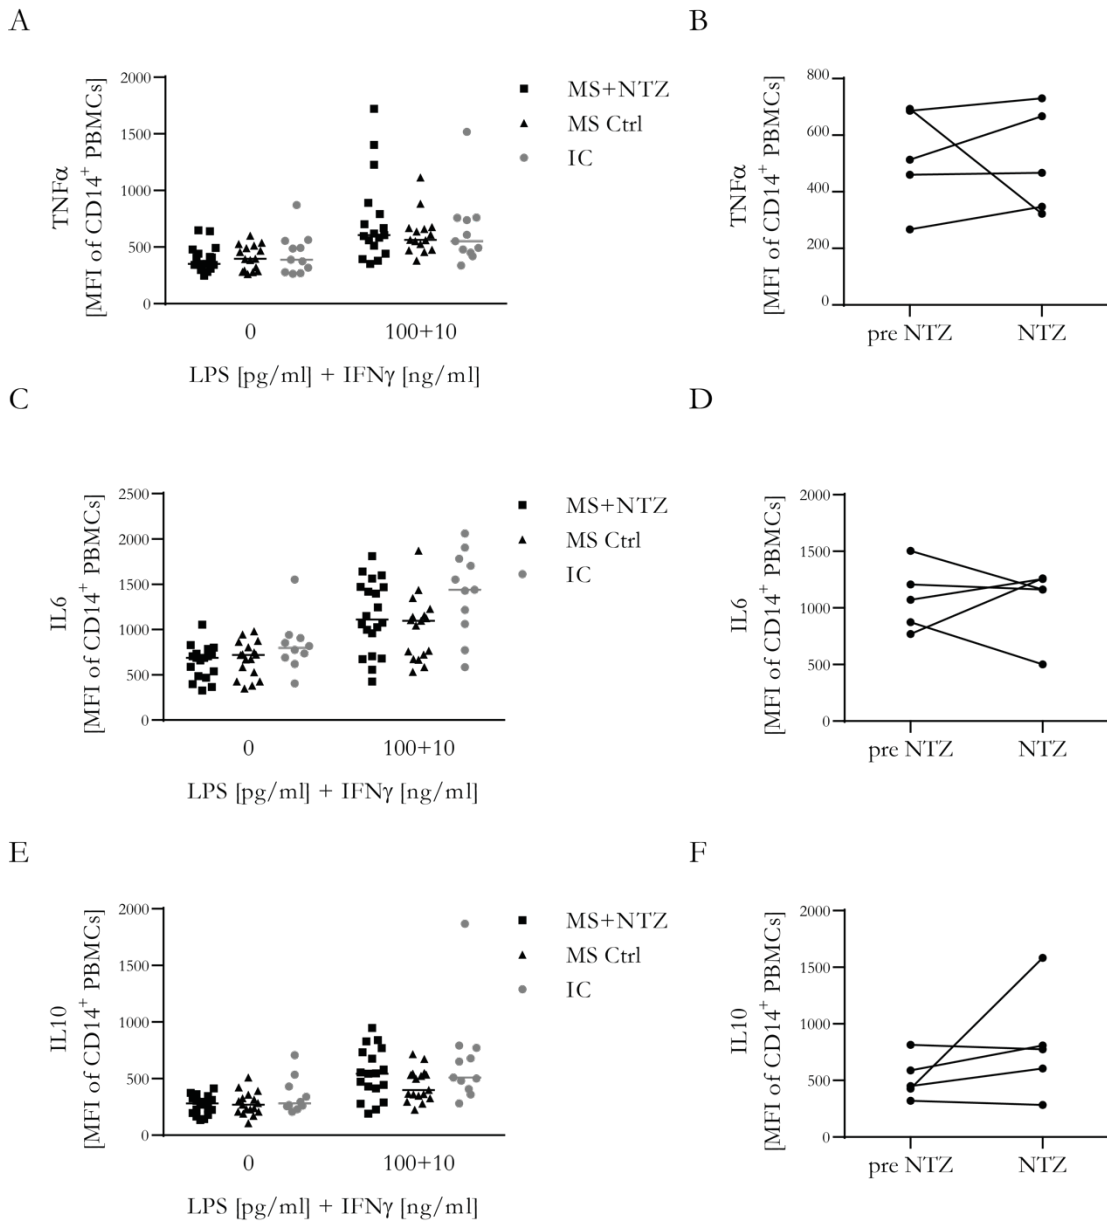 A
TNFα
[MFI of CD14⁺ PBMCs]
2000
1500
1000
500
0
0
100+10
LPS [pg/ml] + IFNγ [ng/ml]
MS+NTZ
MS Ctrl
IC
B
TNFα
[MFI of CD14⁺ PBMCs]
800
600
400
200
0
pre NTZ
NTZ
C
IL6
[MFI of CD14⁺ PBMCs]
2500
2000
1500
1000
500
0
0
100+10
LPS [pg/ml] + IFNγ [ng/ml]
MS+NTZ
MS Ctrl
IC
D
IL6
[MFI of CD14⁺ PBMCs]
2000
1500
1000
500
0
pre NTZ
NTZ
E
IL10
[MFI of CD14⁺ PBMCs]
2000
1500
1000
500
0
0
100+10
LPS [pg/ml] + IFNγ [ng/ml]
MS+NTZ
MS Ctrl
IC
F
IL10
[MFI of CD14⁺ PBMCs]
2000
1500
1000
500
0
pre NTZ
NTZ